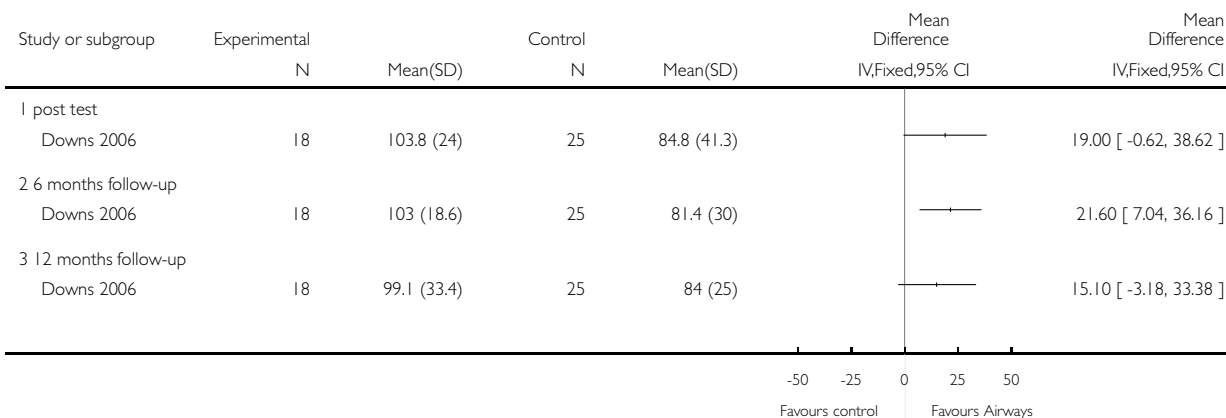 Study or subgroup Experimental Control Mean Difference Mean Difference
N Mean(SD) N Mean(SD) IV,Fixed,95% CI IV,Fixed,95% CI
1 post test
Downs 2006 18 103.8 (24) 25 84.8 (41.3) 19.00 [ -0.62, 38.62 ]
2 6 months follow-up
Downs 2006 18 103 (18.6) 25 81.4 (30) 21.60 [ 7.04, 36.16 ]
3 12 months follow-up
Downs 2006 18 99.1 (33.4) 25 84 (25) 15.10 [ -3.18, 33.38 ]
-50 -25 0 25 50
Favours control Favours Airways